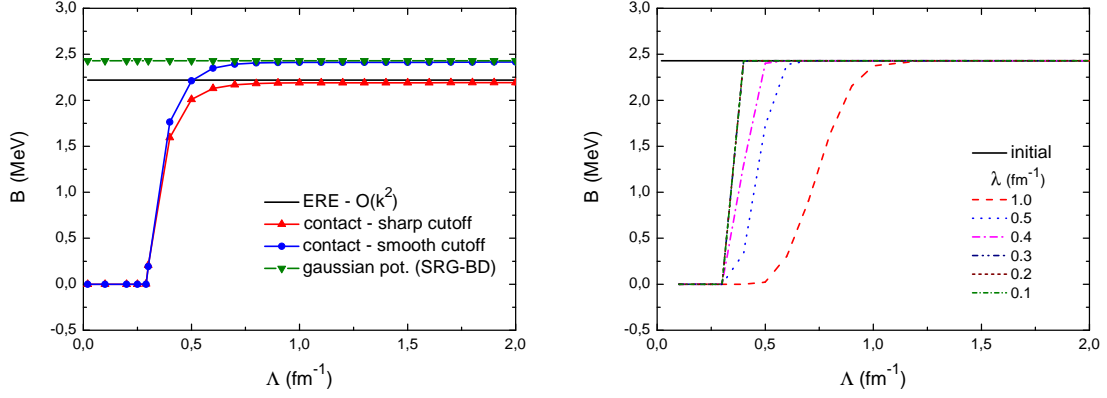 3,0
2,5
2,0
1,5
1,0
0,5
0,0
-0,5
B (MeV)
0,0 0,5 1,0 1,5 2,0
Λ (fm⁻¹)
ERE - O(k²)
contact - sharp cutoff
contact - smooth cutoff
gaussian pot. (SRG-BD)
3,0
2,5
2,0
1,5
1,0
0,5
0,0
-0,5
B (MeV)
0,0 0,5 1,0 1,5 2,0
Λ (fm⁻¹)
initial
λ (fm⁻¹)
1.0
0.5
0.4
0.3
0.2
0.1